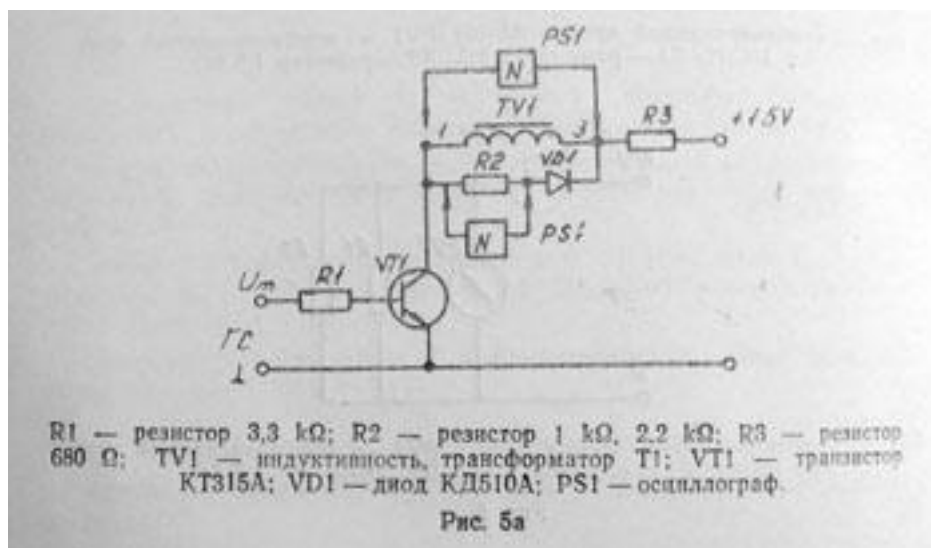 PS1
N
TV1
1
3
R3
+15V
R2
VD1
N
PS1
VT1
Um
R1
ГС
⊥
R1 — резистор 3,3 kΩ; R2 — резистор 1 kΩ, 2,2 kΩ; R3 — резистор
680 Ω; TV1 — индуктивность, трансформатор T1; VT1 — транзистор
КТ315А; VD1 — диод КД510А; PS1 — осциллограф.
Рис. 5а